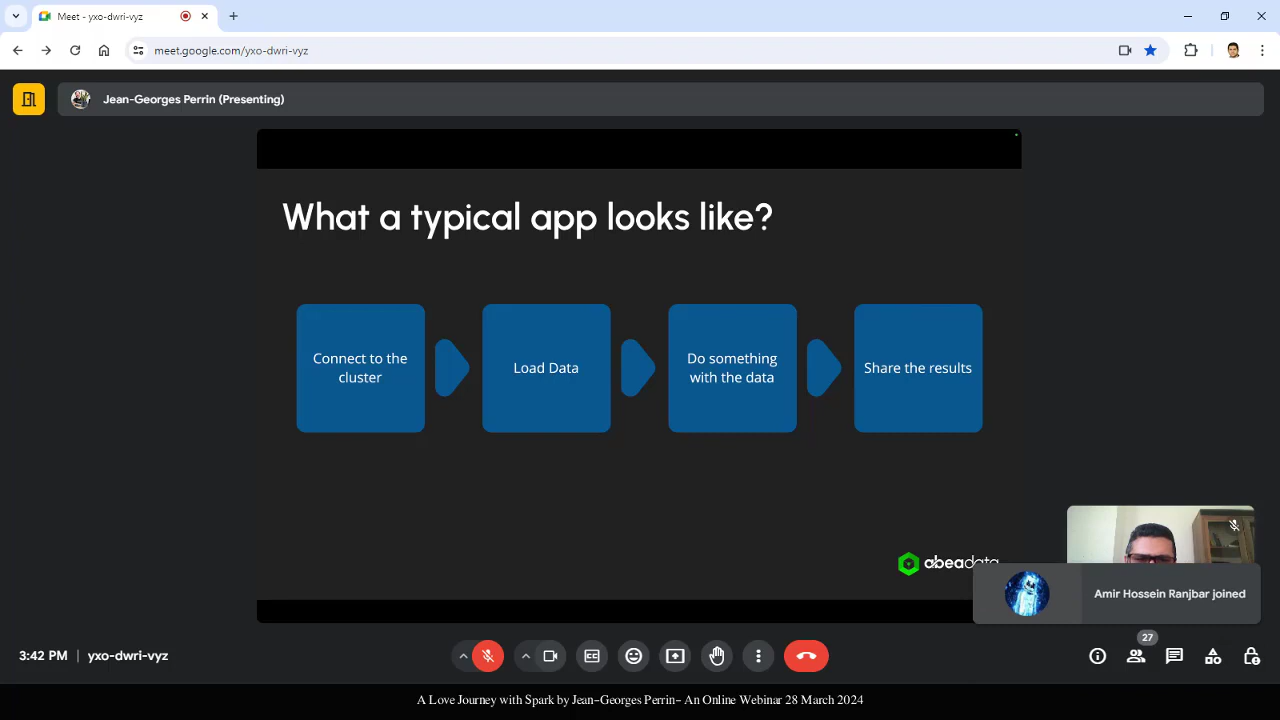 Meet - yxo-dwri-vyz
meet.google.com/yxo-dwri-vyz
Jean-Georges Perrin (Presenting)
What a typical app looks like?
Connect to the
cluster
Load Data
Do something
with the data
Share the results
abeadata
Amir Hossein Ranjbar joined
27
3:42 PM | yxo-dwri-vyz
A Love Journey with Spark by Jean-Georges Perrin- An Online Webinar 28 March 2024